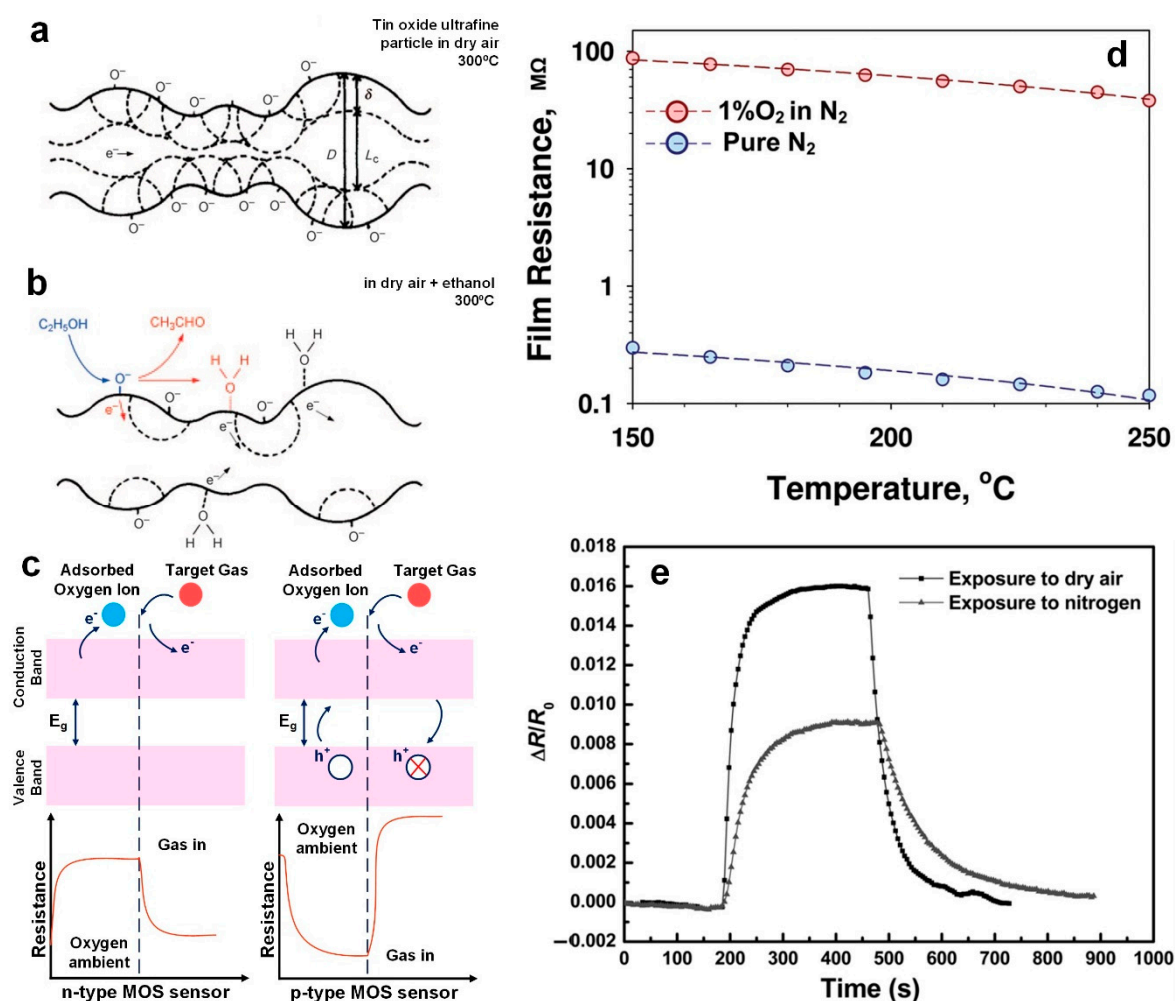 a
Tin oxide ultrafine
particle in dry air
300ºC
O⁻
O⁻
O⁻
O⁻
O⁻
O⁻
δ
e⁻→
D
L_c
O⁻
O⁻
O⁻
O⁻
O⁻
O⁻
O⁻
O⁻
b
in dry air + ethanol
300ºC
C₂H₅OH
CH₃CHO
H H
O
H H
O
O⁻
e⁻
O⁻
O⁻
e⁻
e⁻
e⁻
O⁻
O
H H
O⁻
c
Adsorbed
Oxygen Ion
Target Gas
e⁻
e⁻
Conduction
Band
E_g
Valence
Band
Resistance
Gas in
Oxygen
ambient
n-type MOS sensor
Adsorbed
Oxygen Ion
Target Gas
e⁻
e⁻
E_g
h⁺
h⁺
Resistance
Oxygen
ambient
Gas in
p-type MOS sensor
d
Film Resistance, MΩ
100
10
1
0.1
1%O₂ in N₂
Pure N₂
150 200 250
Temperature, ºC
e
ΔR/R₀
0.018
0.016
0.014
0.012
0.010
0.008
0.006
0.004
0.002
0.000
−0.002
Exposure to dry air
Exposure to nitrogen
0 100 200 300 400 500 600 700 800 900 1000
Time (s)